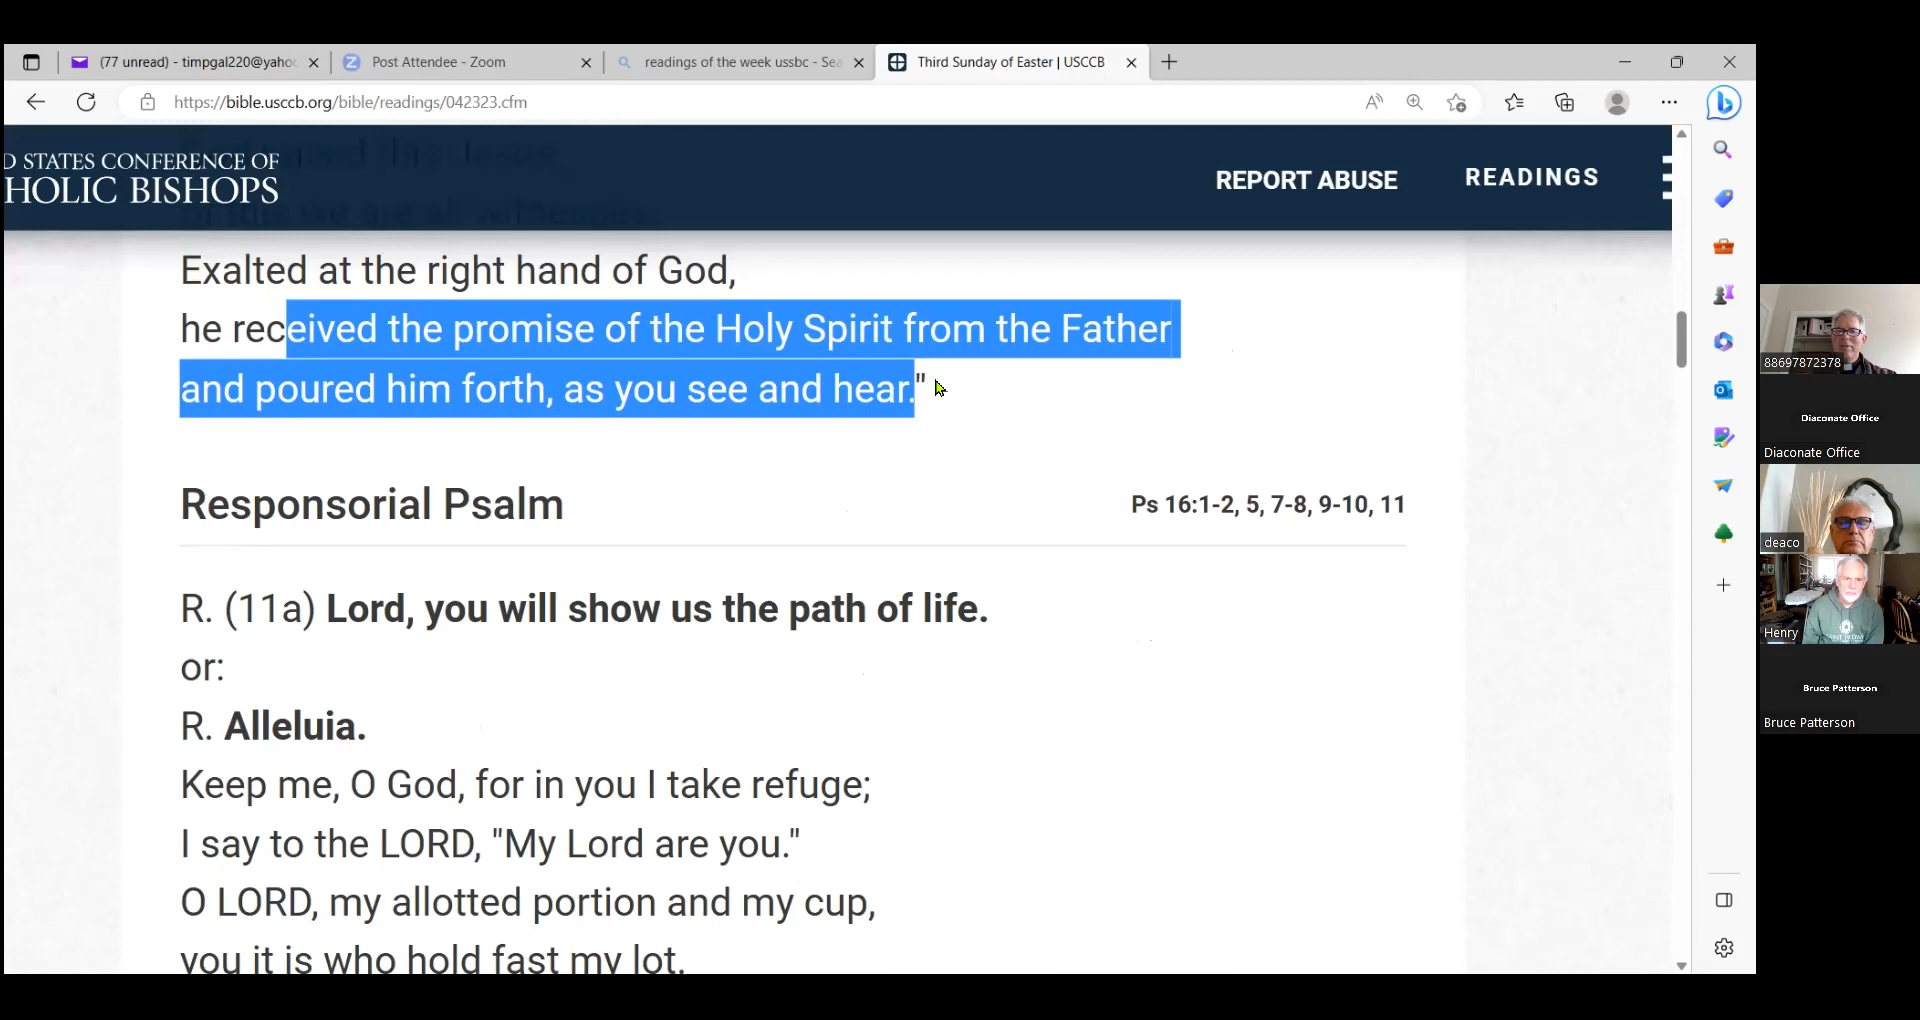 (77 unread) - timpgal220@yaho
Post Attendee - Zoom
readings of the week ussbc - Sea
Third Sunday of Easter | USCCB
https://bible.usccb.org/bible/readings/042323.cfm
D STATES CONFERENCE OF
HOLIC BISHOPS
REPORT ABUSE
READINGS
of this we are all witnesses.
Exalted at the right hand of God,
he received the promise of the Holy Spirit from the Father
and poured him forth, as you see and hear."
Responsorial Psalm
Ps 16:1-2, 5, 7-8, 9-10, 11
R. (11a) Lord, you will show us the path of life.
or:
R. Alleluia.
Keep me, O God, for in you I take refuge;
I say to the LORD, "My Lord are you."
O LORD, my allotted portion and my cup,
you it is who hold fast my lot.
88697872378
Diaconate Office
Diaconate Office
deaco
Henry
Bruce Patterson
Bruce Patterson